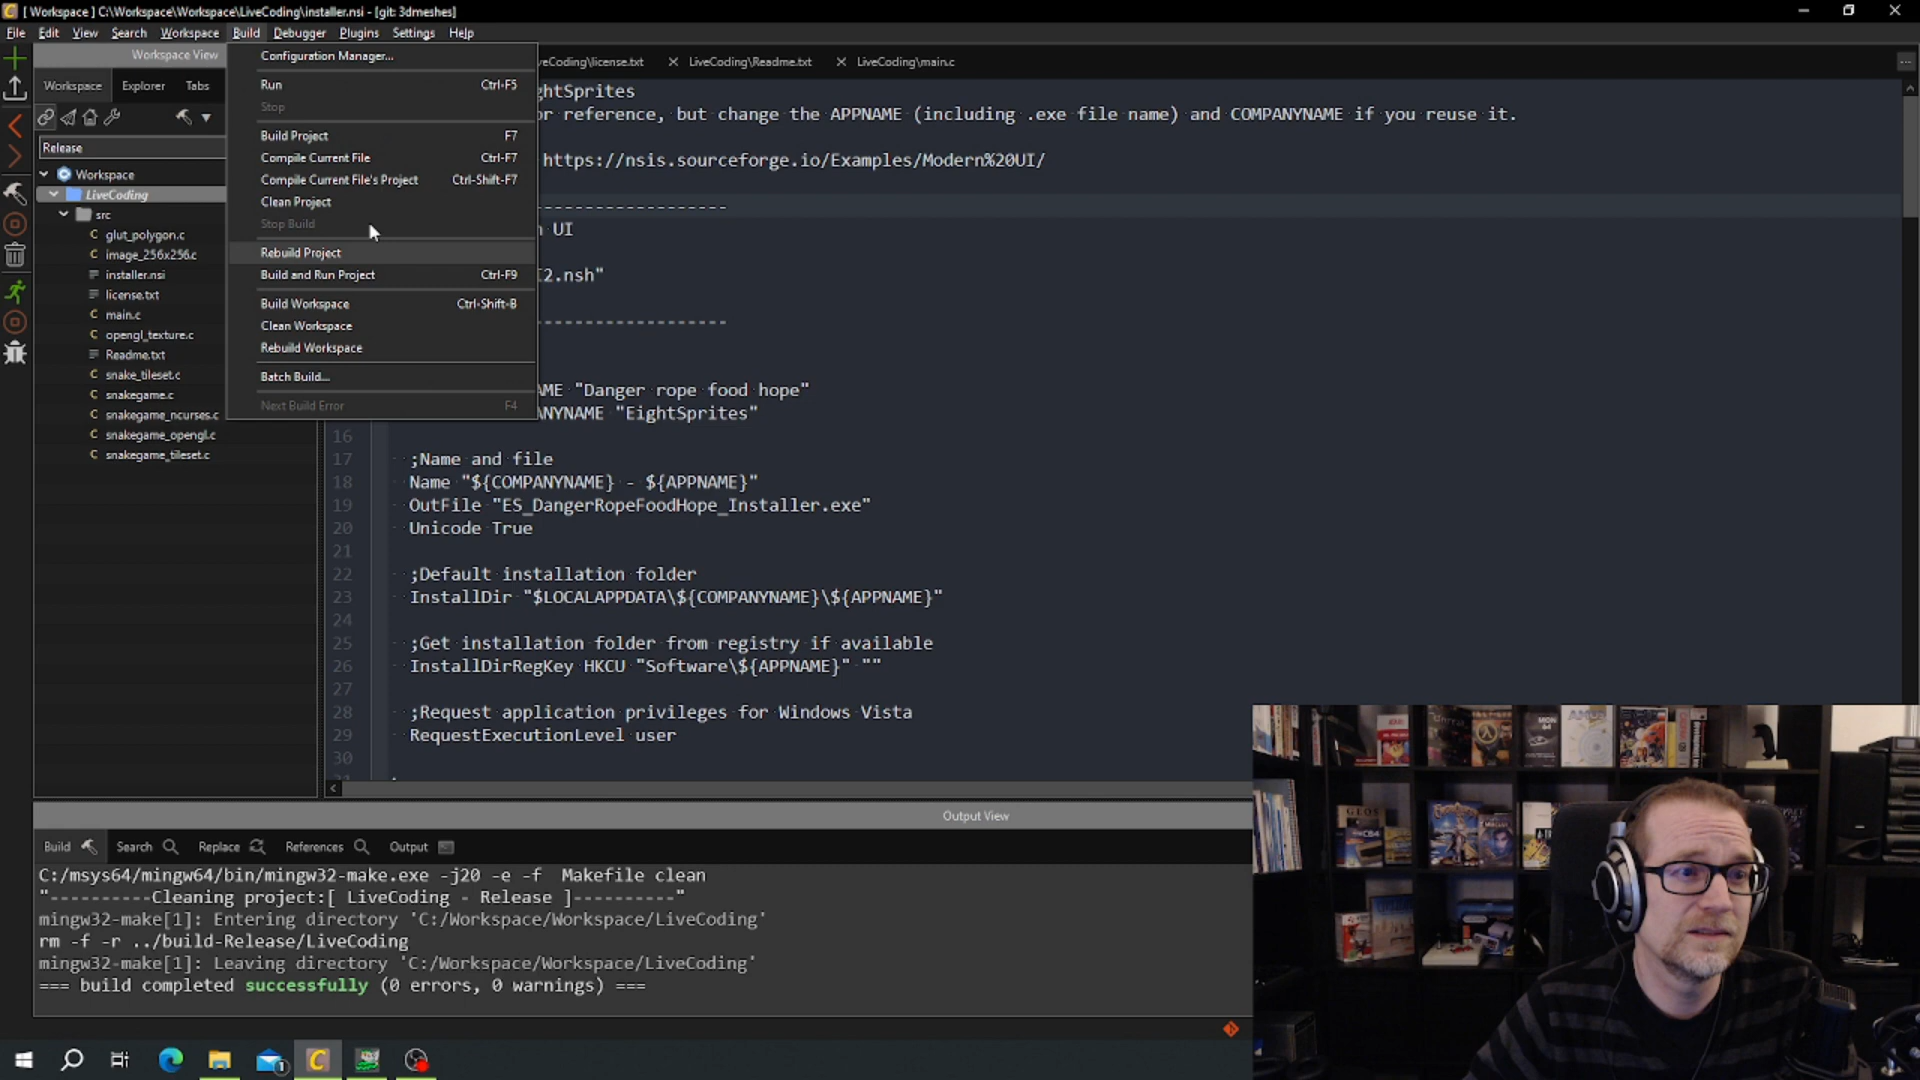 [ Workspace ] C:\Workspace\Workspace\LiveCoding\installer.nsi - [git: 3dmeshes]
File Edit View Search Workspace Build Debugger Plugins Settings Help
Workspace View
Workspace Explorer Tabs
Release
Workspace
LiveCoding
src
glut_polygon.c
image_256x256.c
installer.nsi
license.txt
main.c
opengl_texture.c
Readme.txt
snake_tileset.c
snakegame.c
snakegame_ncurses.c
snakegame_opengl.c
snakegame_tileset.c
Configuration Manager...
Run Ctrl-F5
Stop
Build Project F7
Compile Current File Ctrl-F7
Compile Current File's Project Ctrl-Shift-F7
Clean Project
Stop Build
Rebuild Project
Build and Run Project Ctrl-F9
Build Workspace Ctrl-Shift-B
Clean Workspace
Rebuild Workspace
Batch Build...
Next Build Error F4
veCoding\license.txt LiveCoding\Readme.txt LiveCoding\main.c
ghtSprites
or reference, but change the APPNAME (including .exe file name) and COMPANYNAME if you reuse it.
https://nsis.sourceforge.io/Examples/Modern%20UI/
--------------------
n UI
I2.nsh"
--------------------
ME "Danger rope food hope"
NYNAME "EightSprites"
16
17 ;Name and file
18 Name "${COMPANYNAME} - ${APPNAME}"
19 OutFile "ES_DangerRopeFoodHope_Installer.exe"
20 Unicode True
21
22 ;Default installation folder
23 InstallDir "$LOCALAPPDATA\${COMPANYNAME}\${APPNAME}"
24
25 ;Get installation folder from registry if available
26 InstallDirRegKey HKCU "Software\${APPNAME}" ""
27
28 ;Request application privileges for Windows Vista
29 RequestExecutionLevel user
30
Output View
Build Search Replace References Output
C:/msys64/mingw64/bin/mingw32-make.exe -j20 -e -f  Makefile clean
"----------Cleaning project:[ LiveCoding - Release ]----------"
mingw32-make[1]: Entering directory 'C:/Workspace/Workspace/LiveCoding'
rm -f -r ../build-Release/LiveCoding
mingw32-make[1]: Leaving directory 'C:/Workspace/Workspace/LiveCoding'
=== build completed successfully (0 errors, 0 warnings) ===